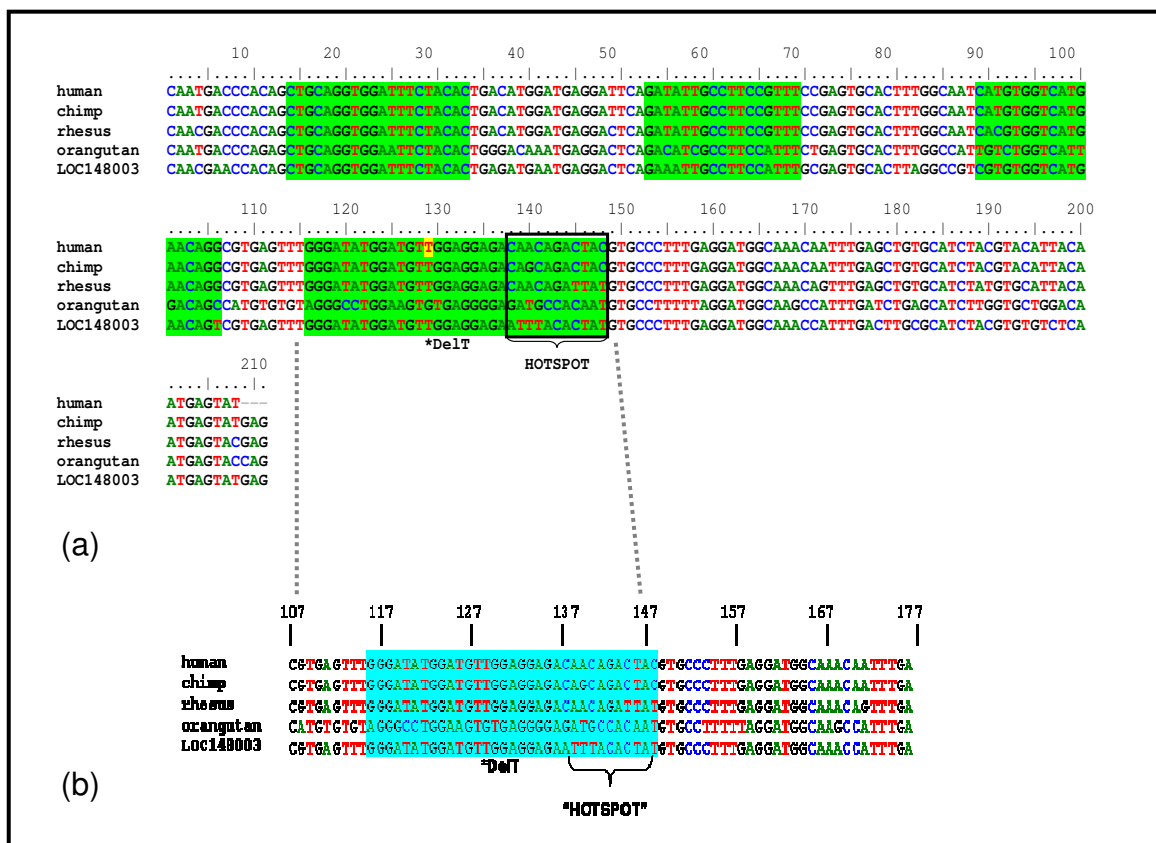 10 20 30 40 50 60 70 80 90 100
....|....|....|....|....|....|....|....|....|....|....|....|....|....|....|....|....|....|....|....|
human CAATGACCCACAGCTGCAGGTGGATTTCTACACTGACATGGATGAGGATTCAGATATTGCCTTCCGTTTCCGAGTGCACTTTGGCAATCATGTGGTCATG
chimp CAATGACCCACAGCTGCAGGTGGATTTCTACACTGACATGGATGAGGATTCAGATATTGCCTTCCGTTTCCGAGTGCACTTTGGCAATCATGTGGTCATG
rhesus CAACGACCCACAGCTGCAGGTGGATTTCTACACTGACATGGATGAGGACTCAGATATTGCCTTCCGTTTCCGAGTGCACTTTGGCAATCACGTGGTCATG
orangutan CAATGACCCAGAGCTGCAGGTGGAATTCTACACTGGGACAAATGAGGACTCAGACATCGCCTTCCATTTCTGAGTGCACTTTGGCCATTGTCTGGTCATT
LOC148003 CAACGAACCACAGCTGCAGGTGGATTTCTACACTGAGATGAATGAGGACTCAGAAATTGCCTTCCATTTGCGAGTGCACTTAGGCCGTCGTGTGGTCATG
110 120 130 140 150 160 170 180 190 200
....|....|....|....|....|....|....|....|....|....|....|....|....|....|....|....|....|....|....|....|
human AACAGGCGTGAGTTTGGGATATGGATGTTGGAGGAGACAACAGACTACGTGCCCTTTGAGGATGGCAAACAATTTGAGCTGTGCATCTACGTACATTACA
chimp AACAGGCGTGAGTTTGGGATATGGATGTTGGAGGAGACAGCAGACTACGTGCCCTTTGAGGATGGCAAACAATTTGAGCTGTGCATCTACGTACATTACA
rhesus AACAGGCGTGAGTTTGGGATATGGATGTTGGAGGAGACAACAGATTATGTGCCCTTTGAGGATGGCAAACAGTTTGAGCTGTGCATCTATGTGCATTACA
orangutan GACAGCCATGTGTGTAGGGCCTGGAAGTGTGAGGGGAGATGCCACAATGTGCCTTTTTAGGATGGCAAGCCATTTGATCTGAGCATCTTGGTGCTGGACA
LOC148003 AACAGTCGTGAGTTTGGGATATGGATGTTGGAGGAGAATTTACACTATGTGCCCTTTGAGGATGGCAAACCATTTGACTTGCGCATCTACGTGTGTCTCA
*DelT
HOTSPOT
210
....|....|.
human ATGAGTAT---
chimp ATGAGTATGAG
rhesus ATGAGTACGAG
orangutan ATGAGTACCAG
LOC148003 ATGAGTATGAG
(a)
107 117 127 137 147 157 167 177
human CGTGAGTTTGGGATATGGATGTTGGAGGAGACAACAGACTACGTGCCCTTTGAGGATGGCAAACAATTTGA
chimp CGTGAGTTTGGGATATGGATGTTGGAGGAGACAGCAGACTACGTGCCCTTTGAGGATGGCAAACAATTTGA
rhesus CGTGAGTTTGGGATATGGATGTTGGAGGAGACAACAGATTATGTGCCCTTTGAGGATGGCAAACAGTTTGA
orangutan CATGTGTGTAGGGCCTGGAAGTGTGAGGGGAGATGCCACAATGTGCCTTTTTAGGATGGCAAGCCATTTGA
LOC148003 CGTGAGTTTGGGATATGGATGTTGGAGGAGAATTTACACTATGTGCCCTTTGAGGATGGCAAACCATTTGA
*DelT
(b)
"HOTSPOT"